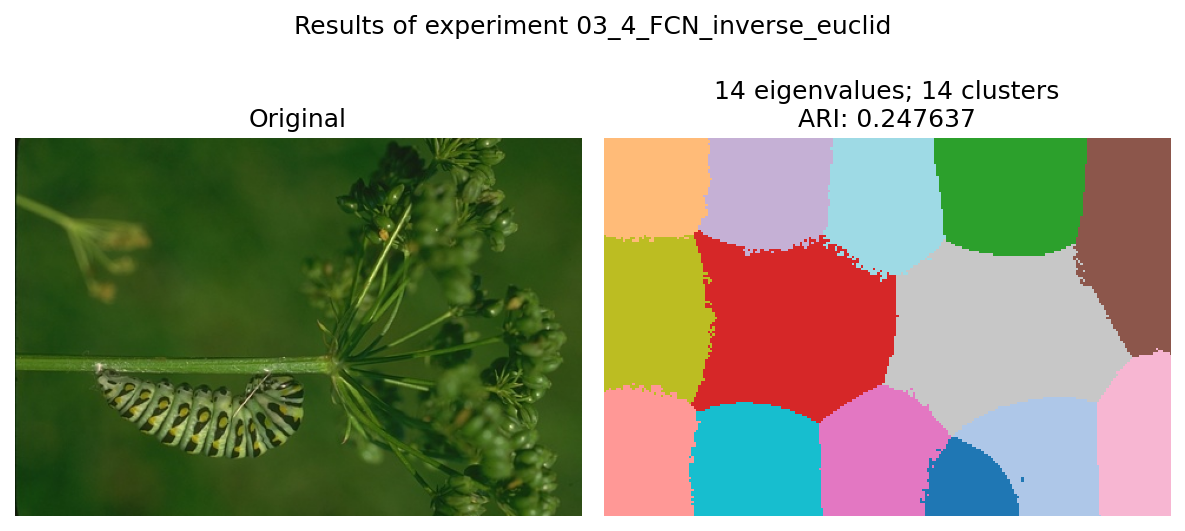 Results of experiment 03_4_FCN_inverse_euclid
Original
14 eigenvalues; 14 clusters
ARI: 0.247637